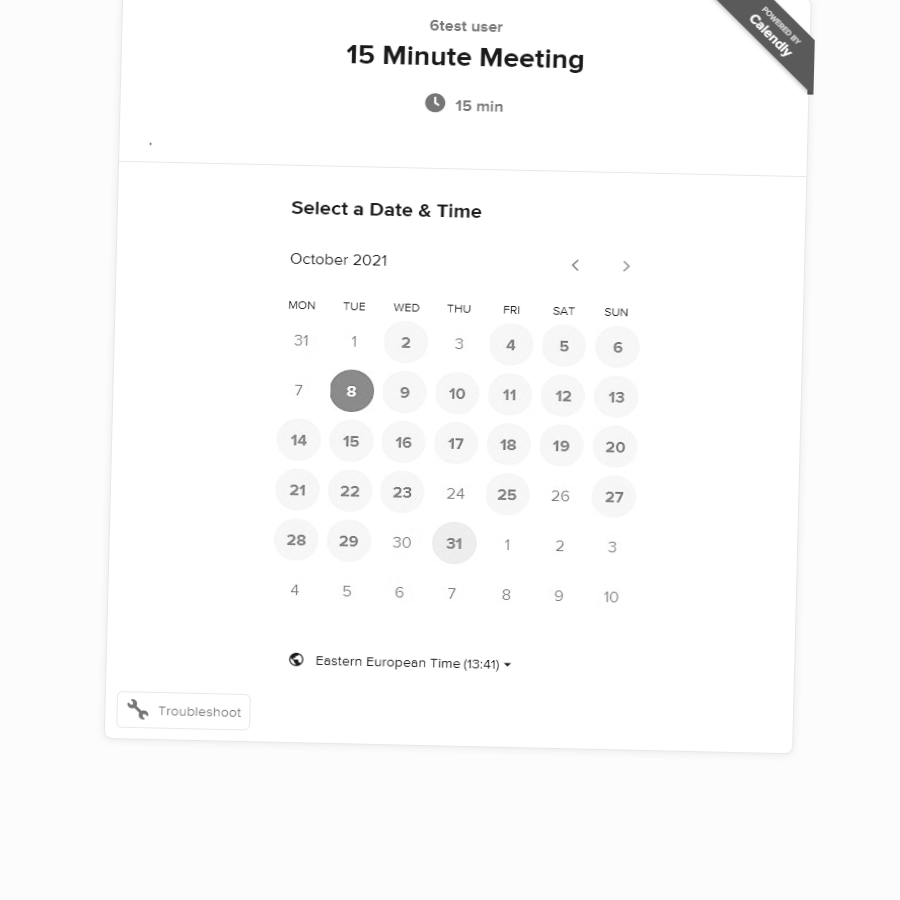 6test user
POWERED BY
Calendly
15 Minute Meeting
15 min
Select a Date & Time
October 2021
MON TUE WED THU FRI SAT SUN
31 1 2 3 4 5 6
7 8 9 10 11 12 13
14 15 16 17 18 19 20
21 22 23 24 25 26 27
28 29 30 31 1 2 3
4 5 6 7 8 9 10
Eastern European Time (13:41)
Troubleshoot